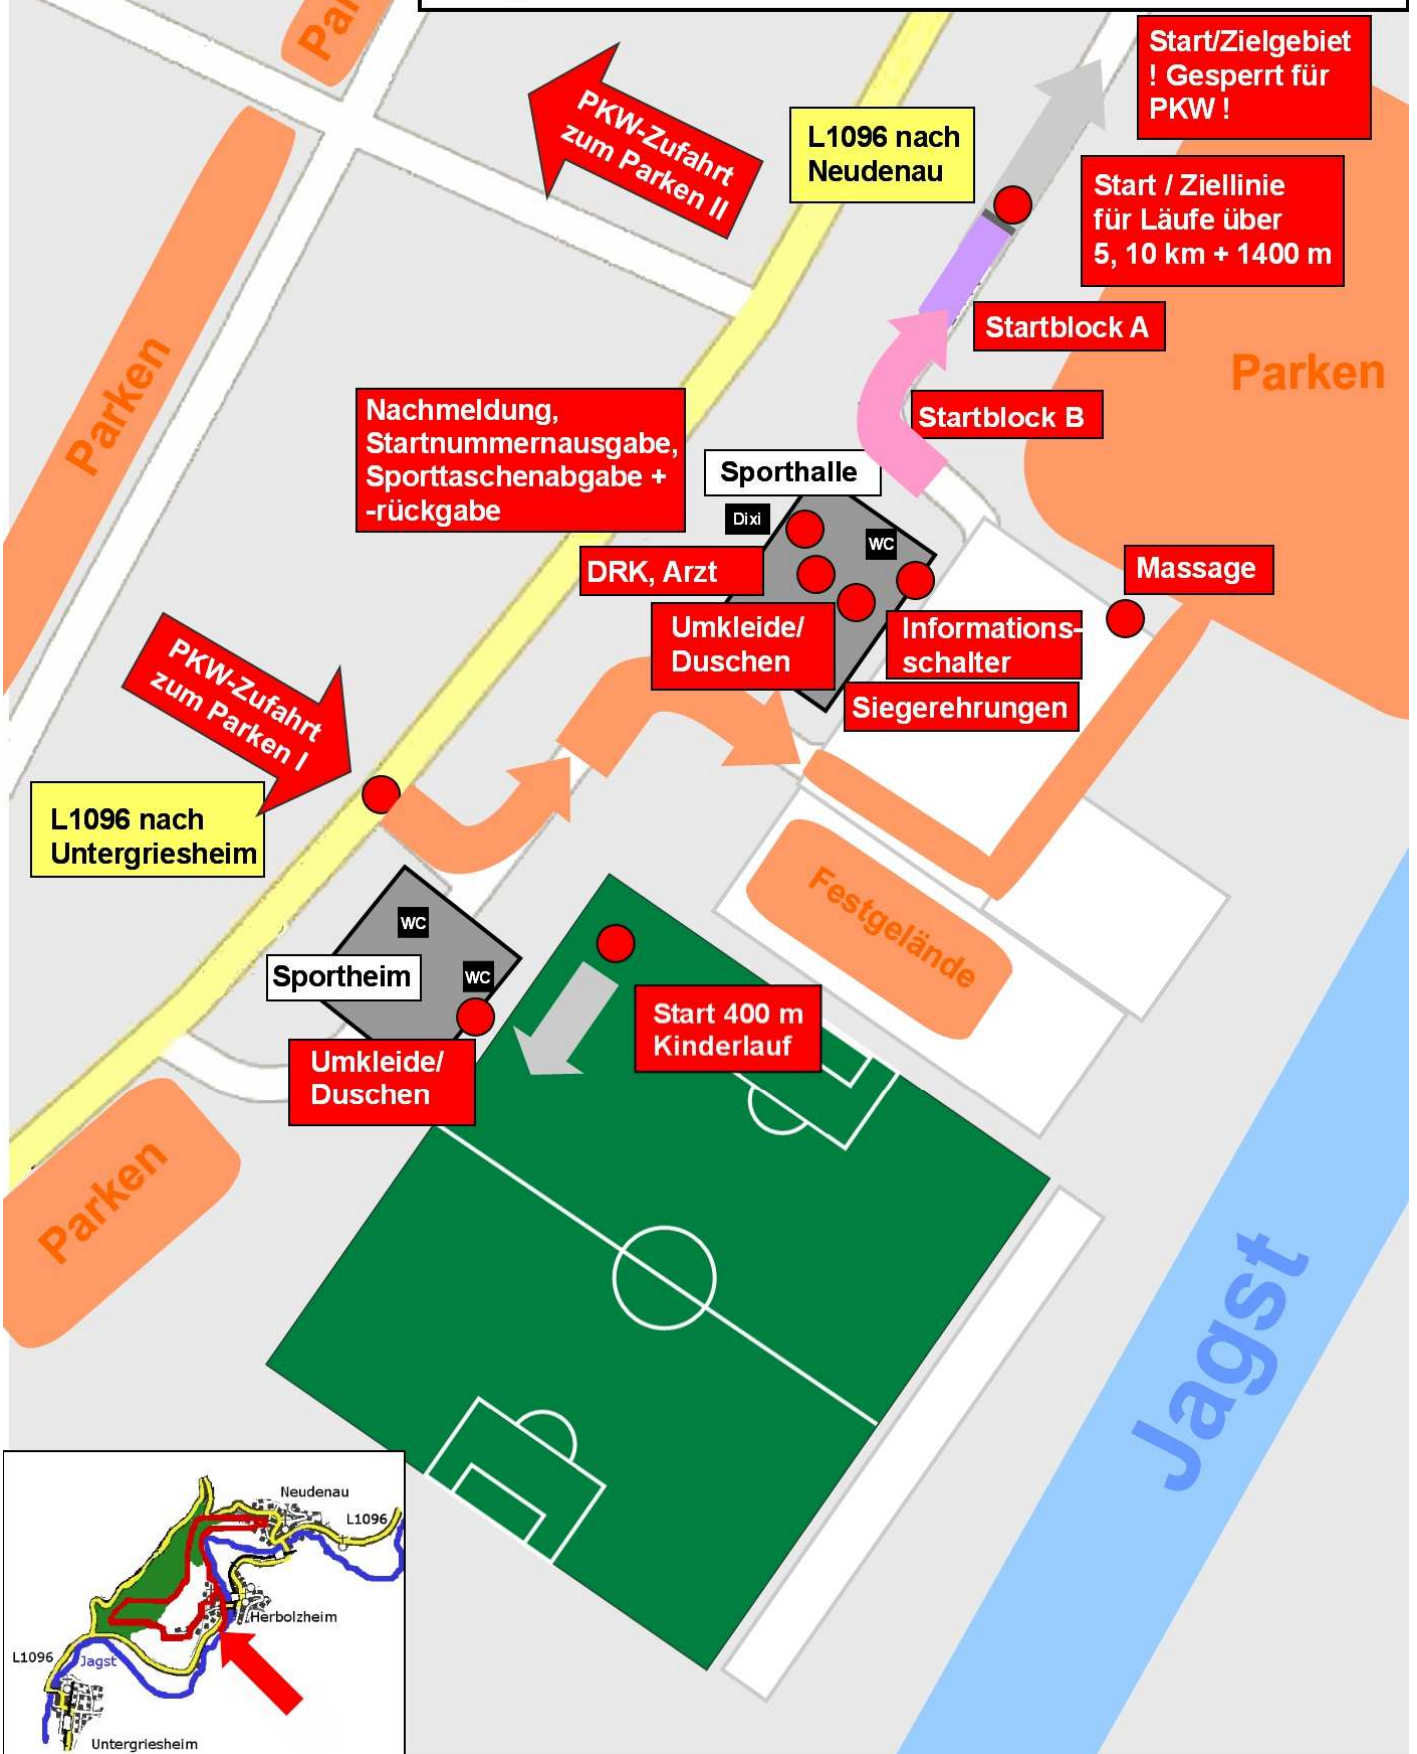 Par
Start/Zielgebiet
! Gesperrt für
PKW !
PKW-Zufahrt
zum Parken II
L1096 nach
Neudenau
Start / Ziellinie
für Läufe über
5, 10 km + 1400 m
Startblock A
Parken
Parken
Nachmeldung,
Startnummernausgabe,
Sporttaschenabgabe +
-rückgabe
Startblock B
Sporthalle
Dixi
WC
DRK, Arzt
Massage
Umkleide/
Duschen
Informations-
schalter
Siegerehrungen
PKW-Zufahrt
zum Parken I
L1096 nach
Untergriesheim
Festgelände
WC
Sportheim
WC
Start 400 m
Kinderlauf
Umkleide/
Duschen
Parken
Jagst
Neudenau
L1096
Herbolzheim
L1096
Jagst
Untergriesheim